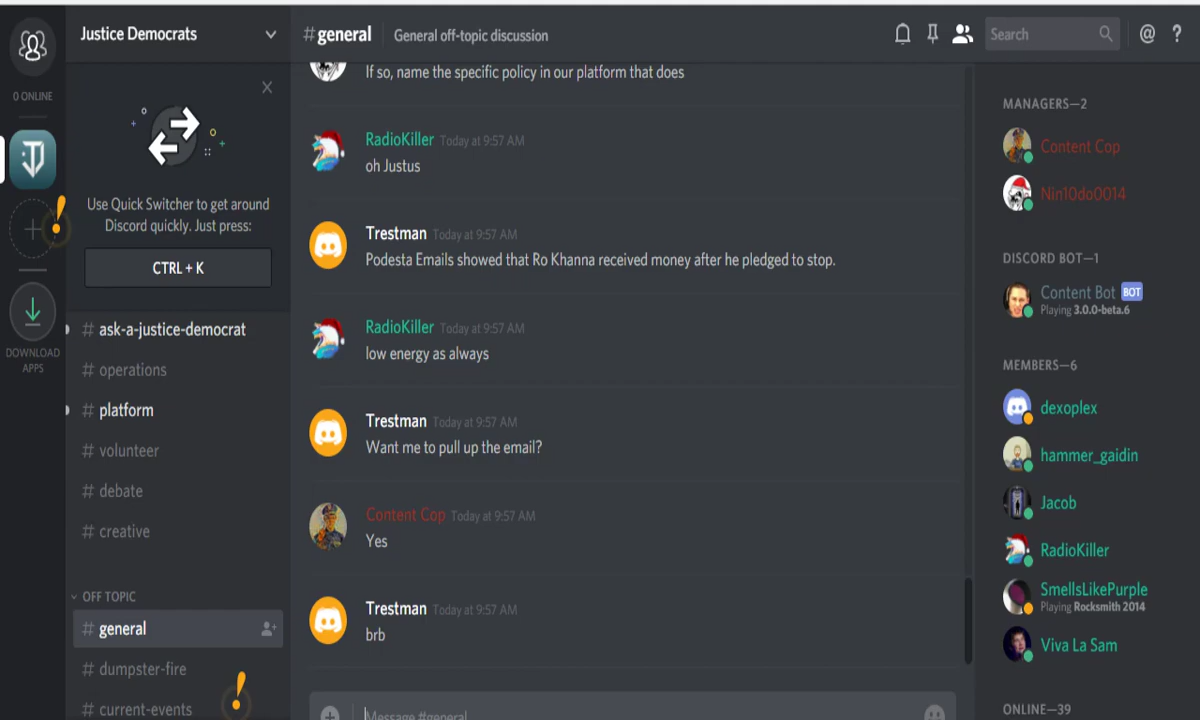 0 ONLINE
DOWNLOAD
APPS
Justice Democrats
Use Quick Switcher to get around
Discord quickly. Just press:
CTRL + K
# ask-a-justice-democrat
# operations
# platform
# volunteer
# debate
# creative
OFF TOPIC
# general
# dumpster-fire
# current-events
#general
General off-topic discussion
Search
@ ?
If so, name the specific policy in our platform that does
RadioKiller Today at 9:57 AM
oh Justus
Trestman Today at 9:57 AM
Podesta Emails showed that Ro Khanna received money after he pledged to stop.
RadioKiller Today at 9:57 AM
low energy as always
Trestman Today at 9:57 AM
Want me to pull up the email?
Content Cop Today at 9:57 AM
Yes
Trestman Today at 9:57 AM
brb
Message #general
MANAGERS—2
Content Cop
Nin10do0014
DISCORD BOT—1
Content Bot BOT
Playing 3.0.0-beta.6
MEMBERS—6
dexoplex
hammer_gaidin
Jacob
RadioKiller
SmellsLikePurple
Playing Rocksmith 2014
Viva La Sam
ONLINE—39